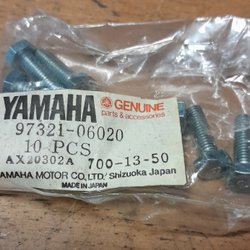 YAMAHA GENUINE
parts & accessories
97321-06020
10 PCS
AX20302A 700-13-50
YAMAHA MOTOR CO., LTD. Shizuoka Japan
MADE IN JAPAN